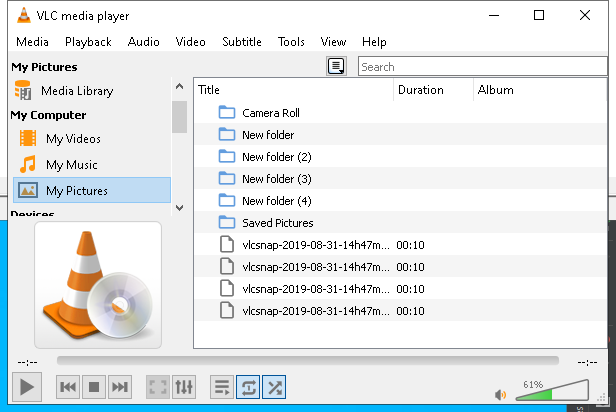 VLC media player
Media Playback Audio Video Subtitle Tools View Help
My Pictures
Search
Media Library
My Computer
My Videos
My Music
My Pictures
Devices
Title Duration Album
Camera Roll
New folder
New folder (2)
New folder (3)
New folder (4)
Saved Pictures
vlcsnap-2019-08-31-14h47m... 00:10
vlcsnap-2019-08-31-14h47m... 00:10
vlcsnap-2019-08-31-14h47m... 00:10
vlcsnap-2019-08-31-14h47m... 00:10
--:-- --:--
61%